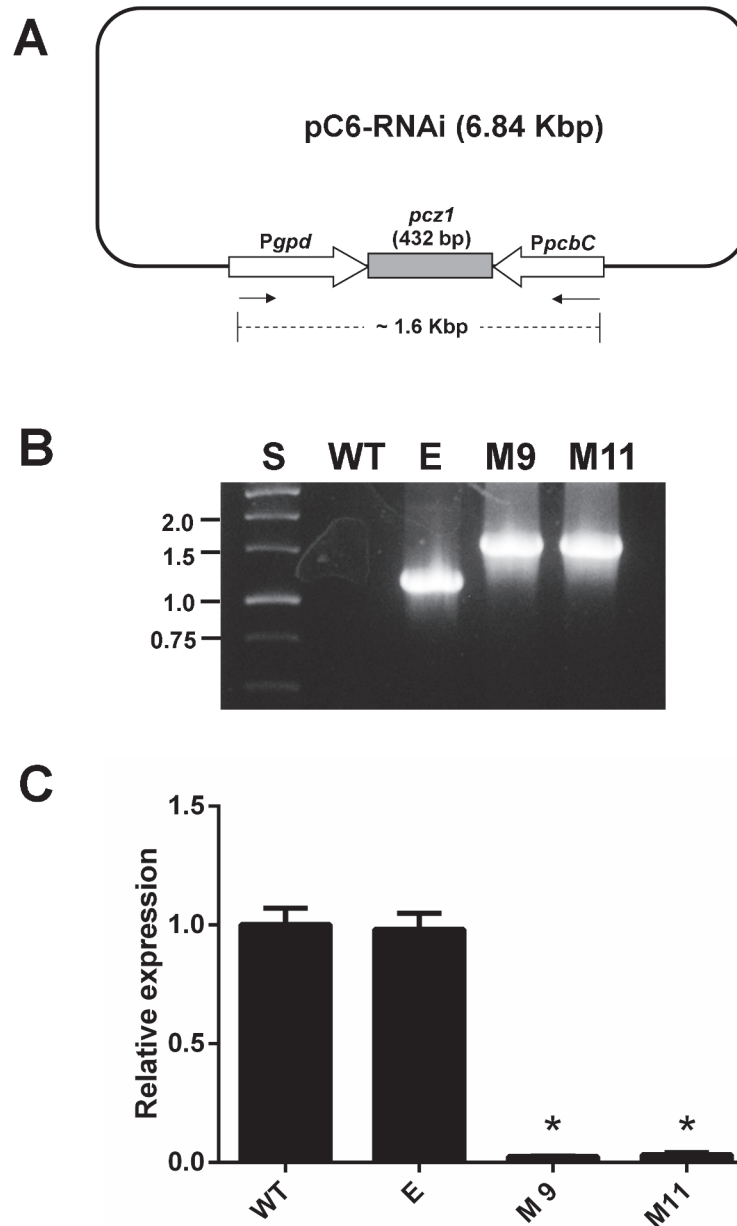 A
pC6-RNAi (6.84 Kbp)
pcz1
(432 bp)
Pgpd
PpcbC
~ 1.6 Kbp
B
S WT E M9 M11
2.0
1.5
1.0
0.75
C
Relative expression
1.5
1.0
0.5
0.0
* *
WT E M 9 M11